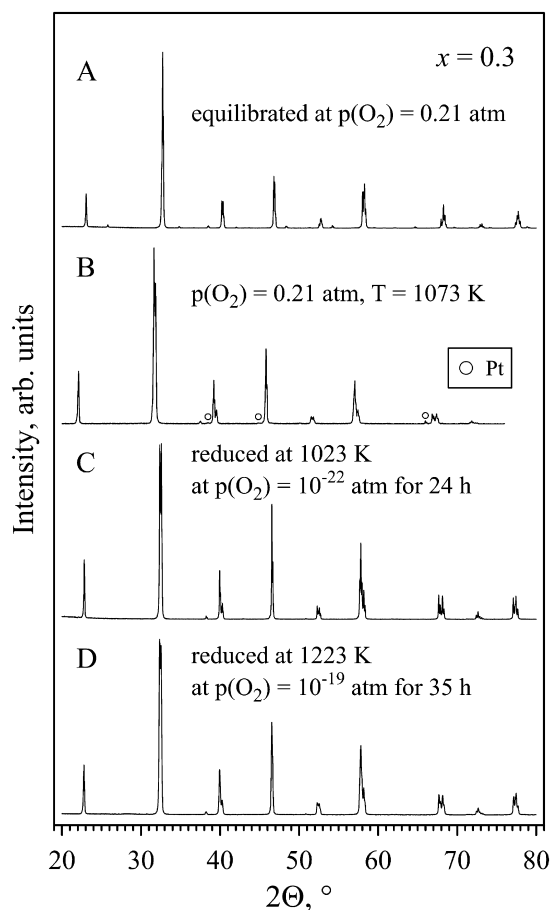 A
x = 0.3
equilibrated at p(O₂) = 0.21 atm
B
p(O₂) = 0.21 atm, T = 1073 K
○ Pt
C
reduced at 1023 K
at p(O₂) = 10⁻²² atm for 24 h
D
reduced at 1223 K
at p(O₂) = 10⁻¹⁹ atm for 35 h
Intensity, arb. units
20 30 40 50 60 70 80
2Θ, °